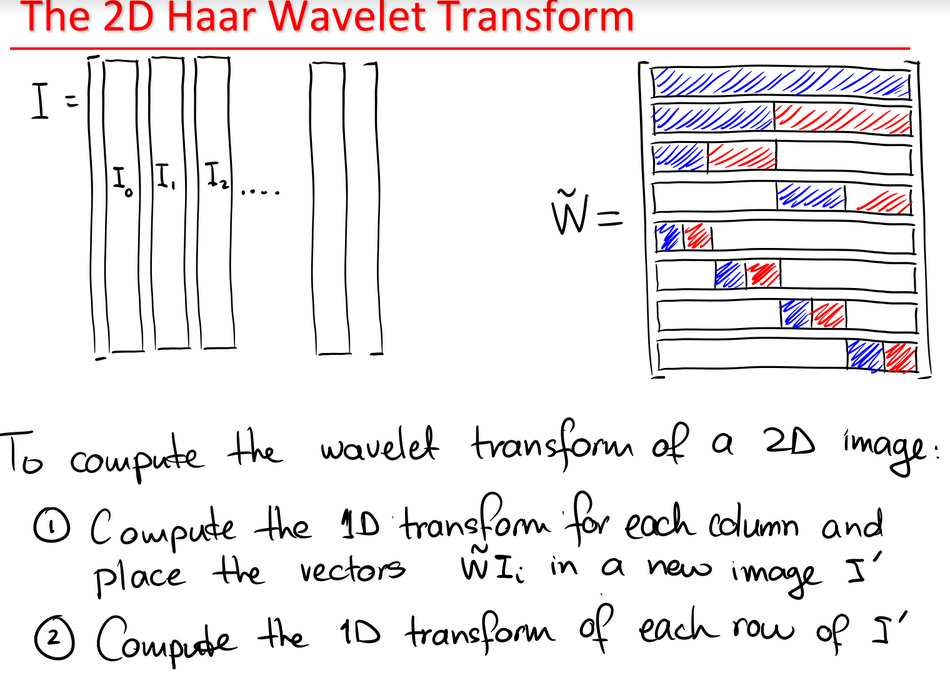 The 2D Haar Wavelet Transform
I =
I₀ I₁ I₂ ....
W̃ =
To compute the wavelet transform of a 2D image:
① Compute the 1D transform for each column and
place the vectors W̃Iᵢ in a new image I′
② Compute the 1D transform of each row of I′